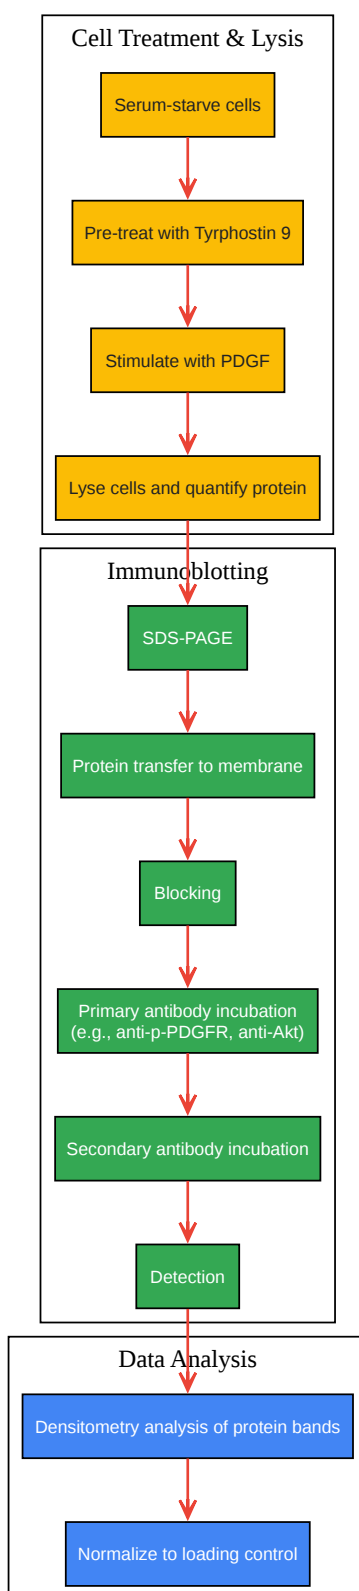 Cell Treatment & Lysis
Serum-starve cells
Pre-treat with Tyrphostin 9
Stimulate with PDGF
Lyse cells and quantify protein
Immunoblotting
SDS-PAGE
Protein transfer to membrane
Blocking
Primary antibody incubation
(e.g., anti-p-PDGFR, anti-Akt)
Secondary antibody incubation
Detection
Data Analysis
Densitometry analysis of protein bands
Normalize to loading control